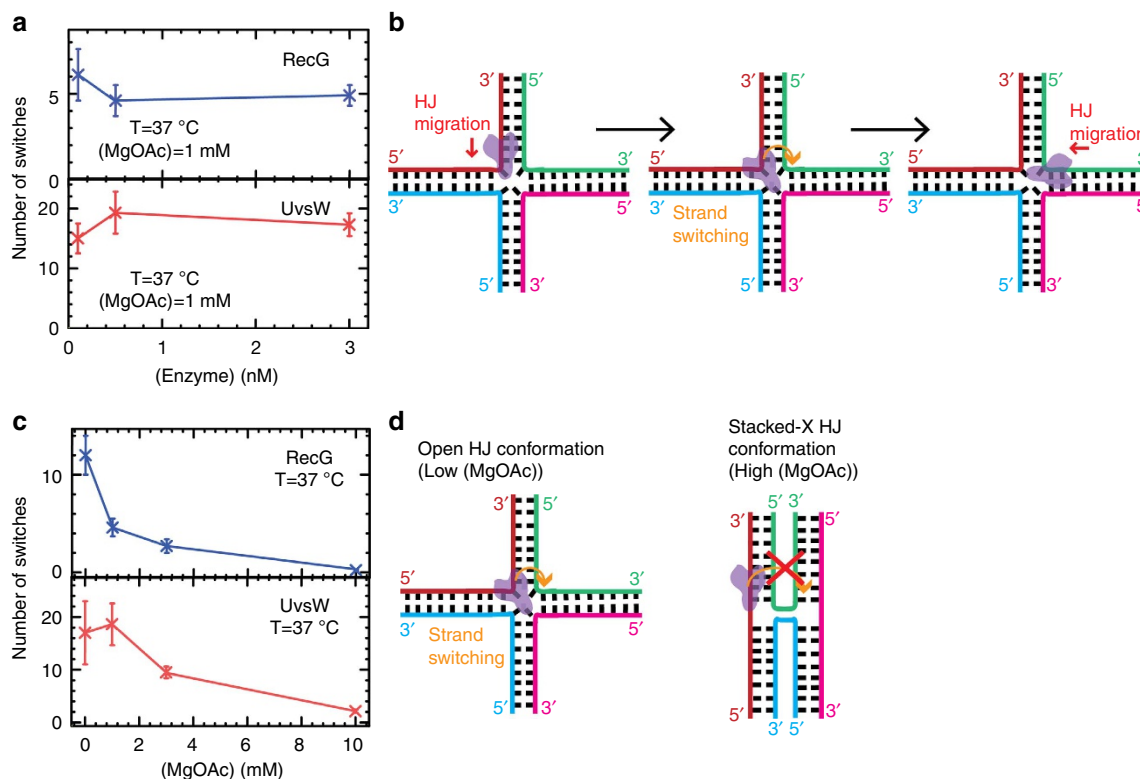 a
Number of switches
5
RecG
T=37 °C
(MgOAc)=1 mM
20
10
0
UvsW
T=37 °C
(MgOAc)=1 mM
0
1
2
3
(Enzyme) (nM)
b
HJ
migration
3′
5′
5′
3′
3′
5′
5′
3′
3′
5′
5′
3′
3′
5′
5′
3′
Strand
switching
3′
5′
HJ
migration
5′
3′
3′
5′
5′
3′
c
Number of switches
10
0
RecG
T=37 °C
20
10
0
UvsW
T=37 °C
0
2
4
6
8
10
(MgOAc) (mM)
d
Open HJ conformation
(Low (MgOAc))
3′
5′
5′
3′
3′
5′
Strand
switching
5′
3′
Stacked-X HJ
conformation
(High (MgOAc))
3′
5′ 3′
5′
5′
3′ 5′
3′